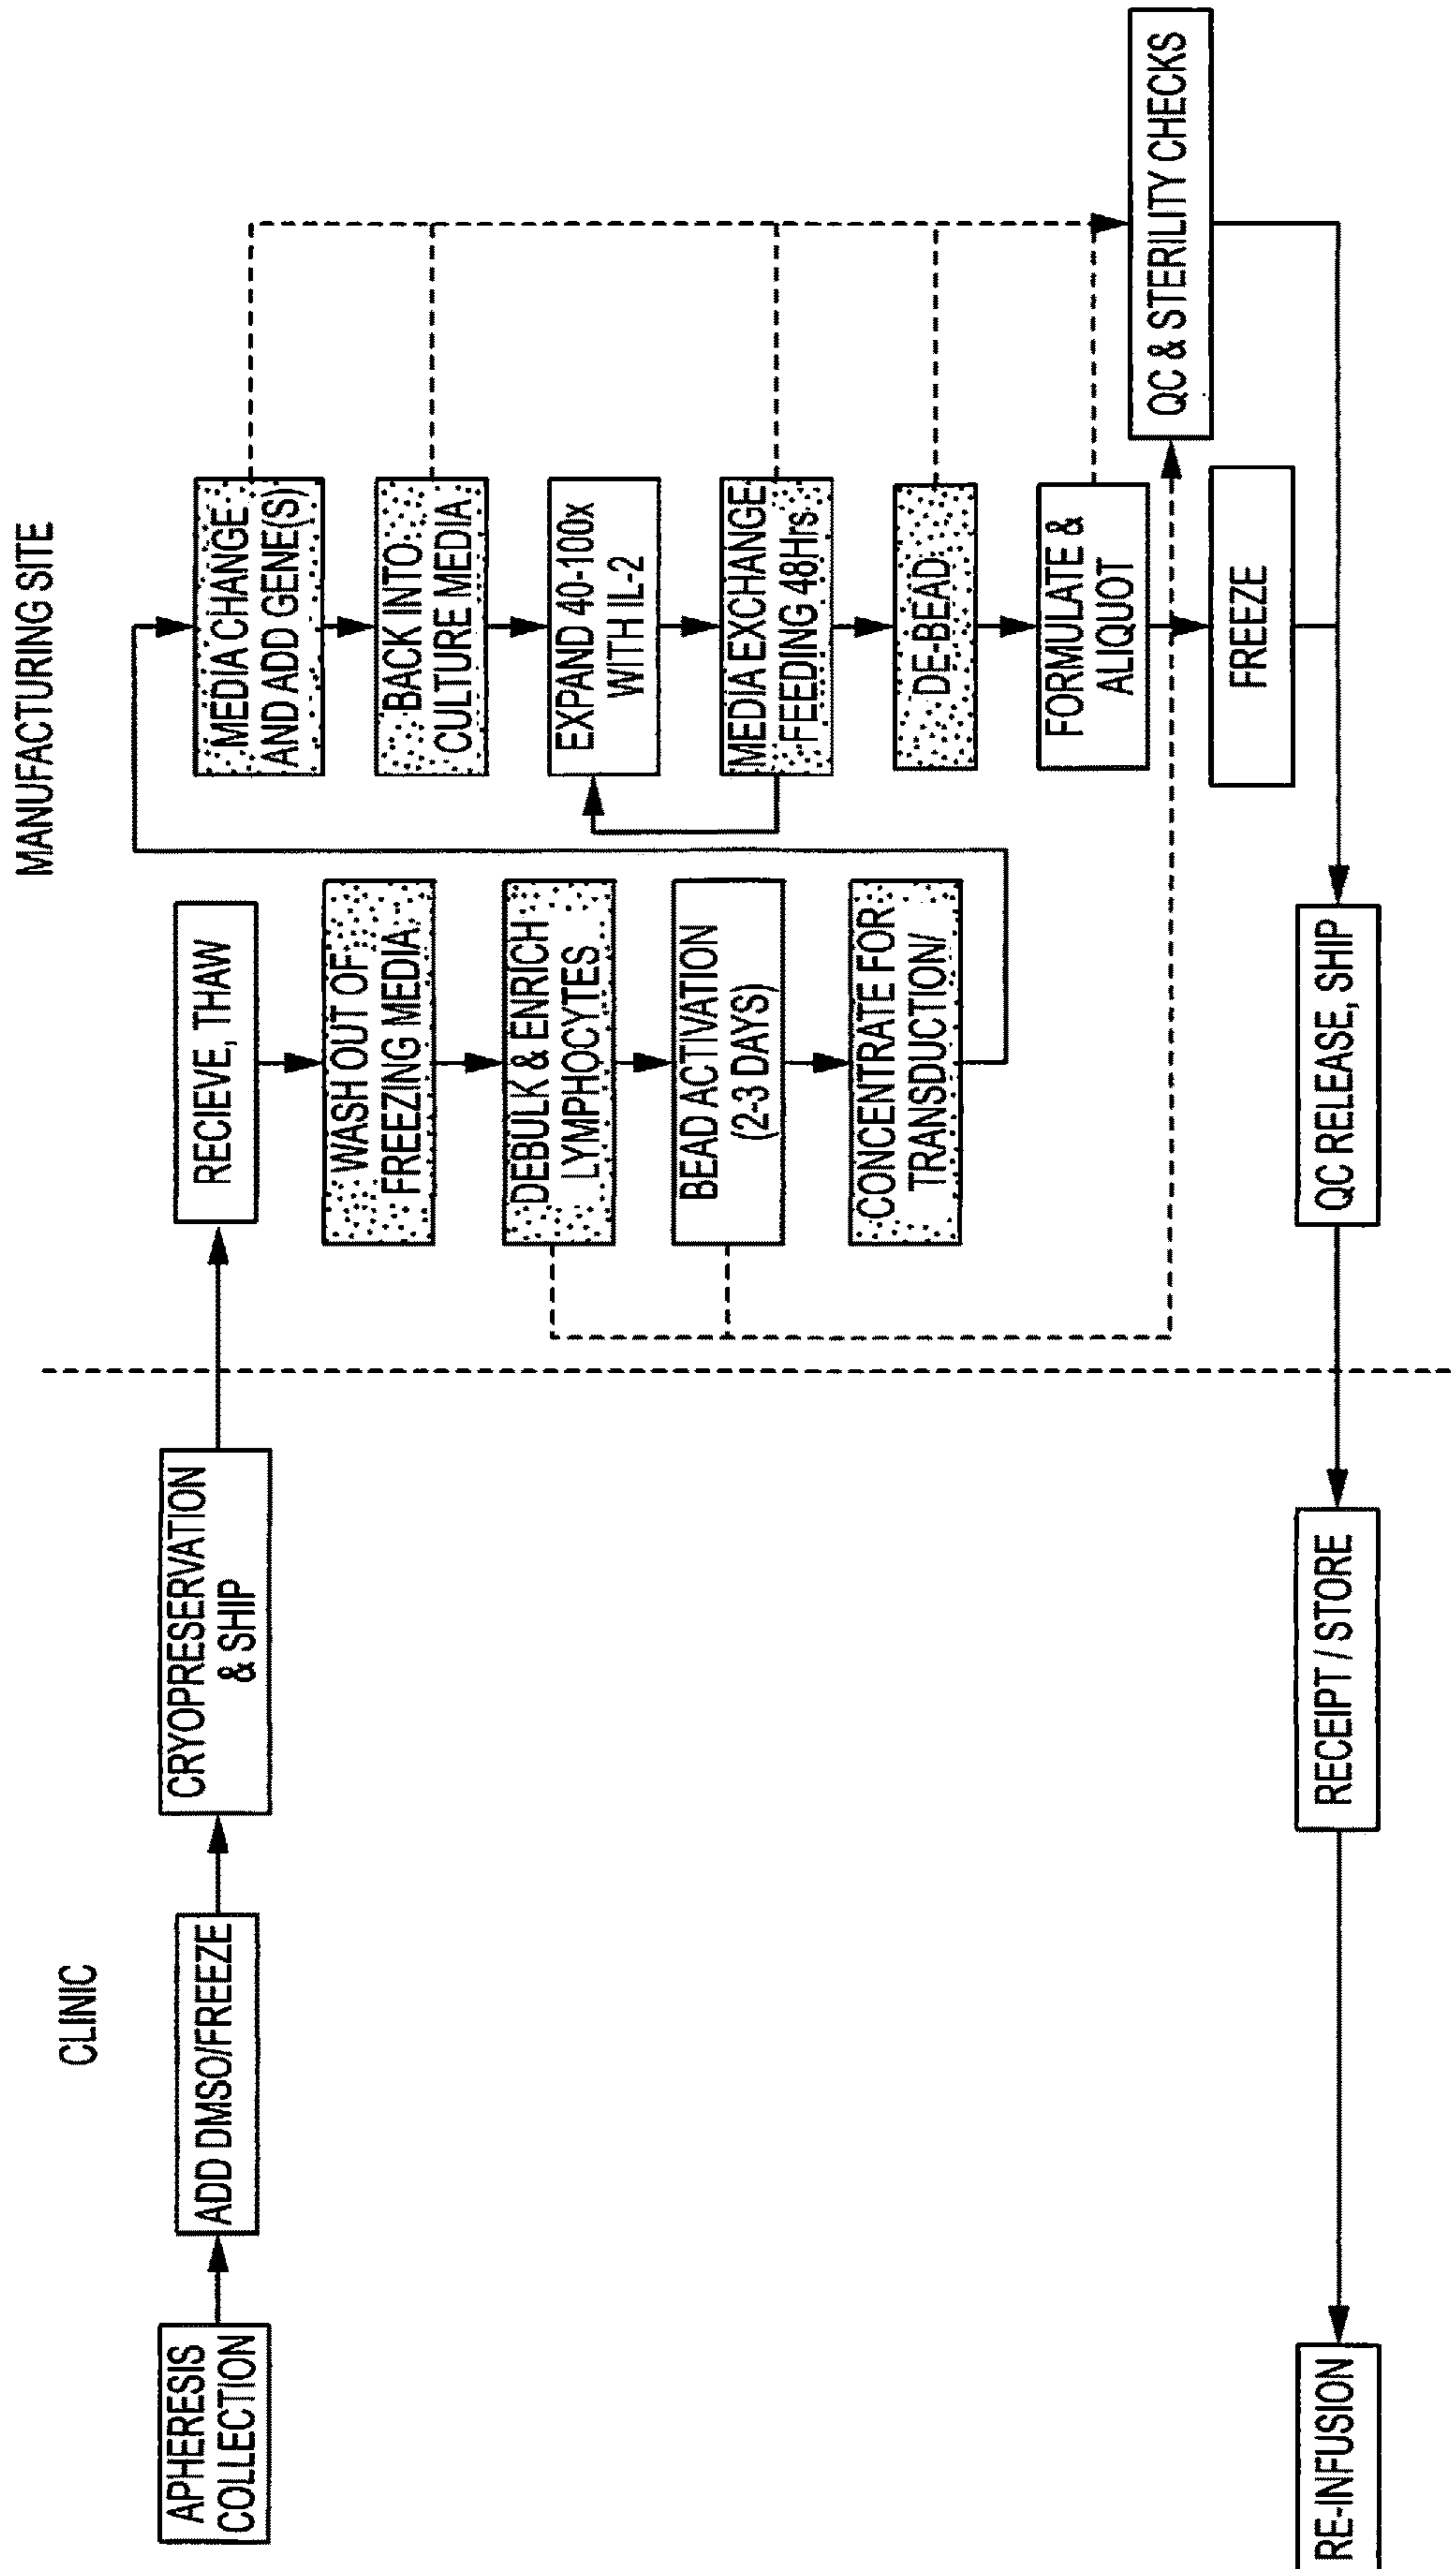 CLINIC
MANUFACTURING SITE
APHERESIS
COLLECTION
ADD DMSO/FREEZE
CRYOPRESERVATION
& SHIP
RECIEVE, THAW
WASH OUT OF
FREEZING MEDIA
DEBULK & ENRICH
LYMPHOCYTES
BEAD ACTIVATION
(2-3 DAYS)
CONCENTRATE FOR
TRANSDUCTION/
MEDIA CHANGE
AND ADD GENE(S)
BACK INTO
CULTURE MEDIA
EXPAND 40-100x
WITH IL-2
MEDIA EXCHANGE
FEEDING 48Hrs
DE-BEAD
FORMULATE &
ALIQUOT
FREEZE
QC & STERILITY CHECKS
QC RELEASE, SHIP
RECEIPT / STORE
RE-INFUSION